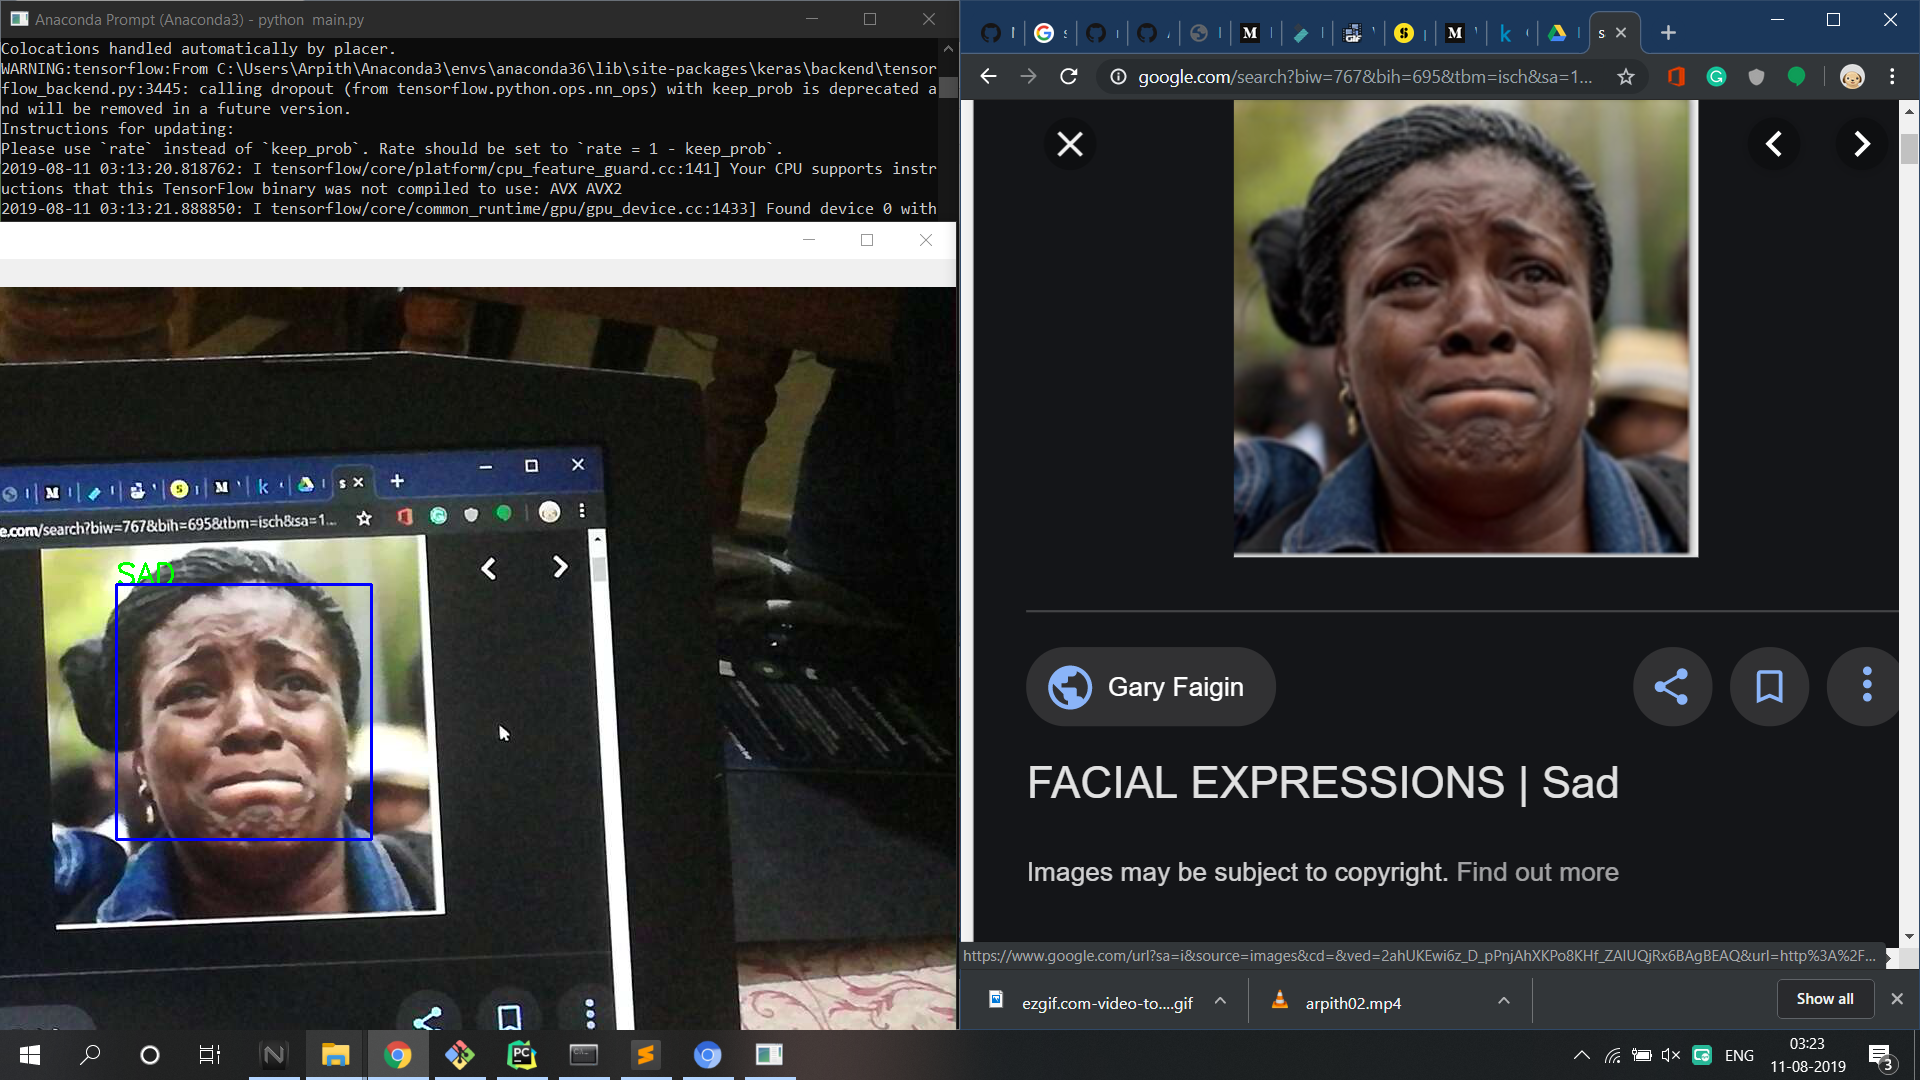 Anaconda Prompt (Anaconda3) - python  main.py
Colocations handled automatically by placer.
WARNING:tensorflow:From C:\Users\Arpith\Anaconda3\envs\anaconda36\lib\site-packages\keras\backend\tensor
flow_backend.py:3445: calling dropout (from tensorflow.python.ops.nn_ops) with keep_prob is deprecated a
nd will be removed in a future version.
Instructions for updating:
Please use `rate` instead of `keep_prob`. Rate should be set to `rate = 1 - keep_prob`.
2019-08-11 03:13:20.818762: I tensorflow/core/platform/cpu_feature_guard.cc:141] Your CPU supports instr
uctions that this TensorFlow binary was not compiled to use: AVX AVX2
2019-08-11 03:13:21.888850: I tensorflow/core/common_runtime/gpu/gpu_device.cc:1433] Found device 0 with
e.com/search?biw=767&bih=695&tbm=isch&sa=1...
SAD
google.com/search?biw=767&bih=695&tbm=isch&sa=1...
Gary Faigin
FACIAL EXPRESSIONS | Sad
Images may be subject to copyright. Find out more
https://www.google.com/url?sa=i&source=images&cd=&ved=2ahUKEwi6z_D_pPnjAhXKPo8KHf_ZAIUQjRx6BAgBEAQ&url=http%3A%2F...
ezgif.com-video-to....gif
arpith02.mp4
Show all
ENG
03:23
11-08-2019
3